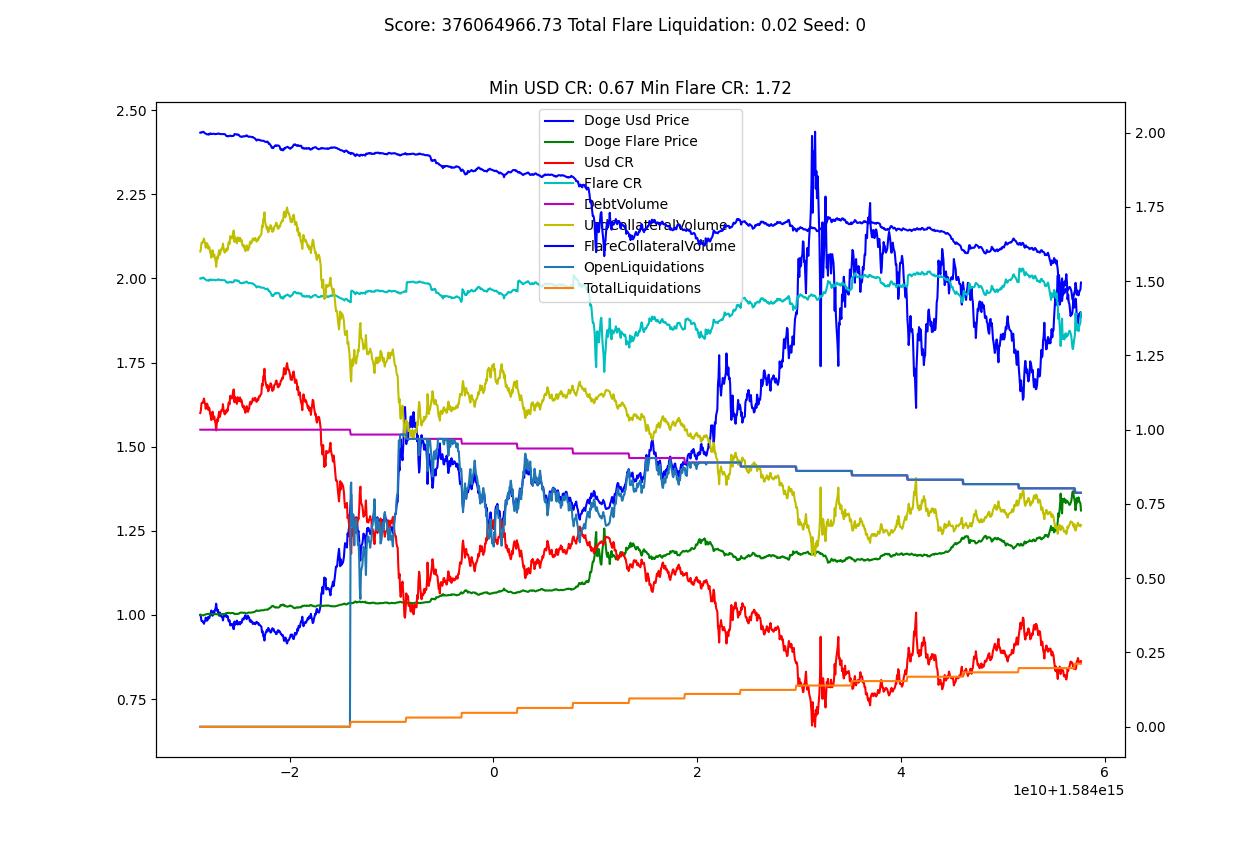 Score: 376064966.73 Total Flare Liquidation: 0.02 Seed: 0
Min USD CR: 0.67 Min Flare CR: 1.72
2.50
2.25
2.00
1.75
1.50
1.25
1.00
0.75
Doge Usd Price
Doge Flare Price
Usd CR
Flare CR
DebtVolume
UsdCollateralVolume
FlareCollateralVolume
OpenLiquidations
TotalLiquidations
2.00
1.75
1.50
1.25
1.00
0.75
0.50
0.25
0.00
−2 0 2 4 6
1e10+1.584e15